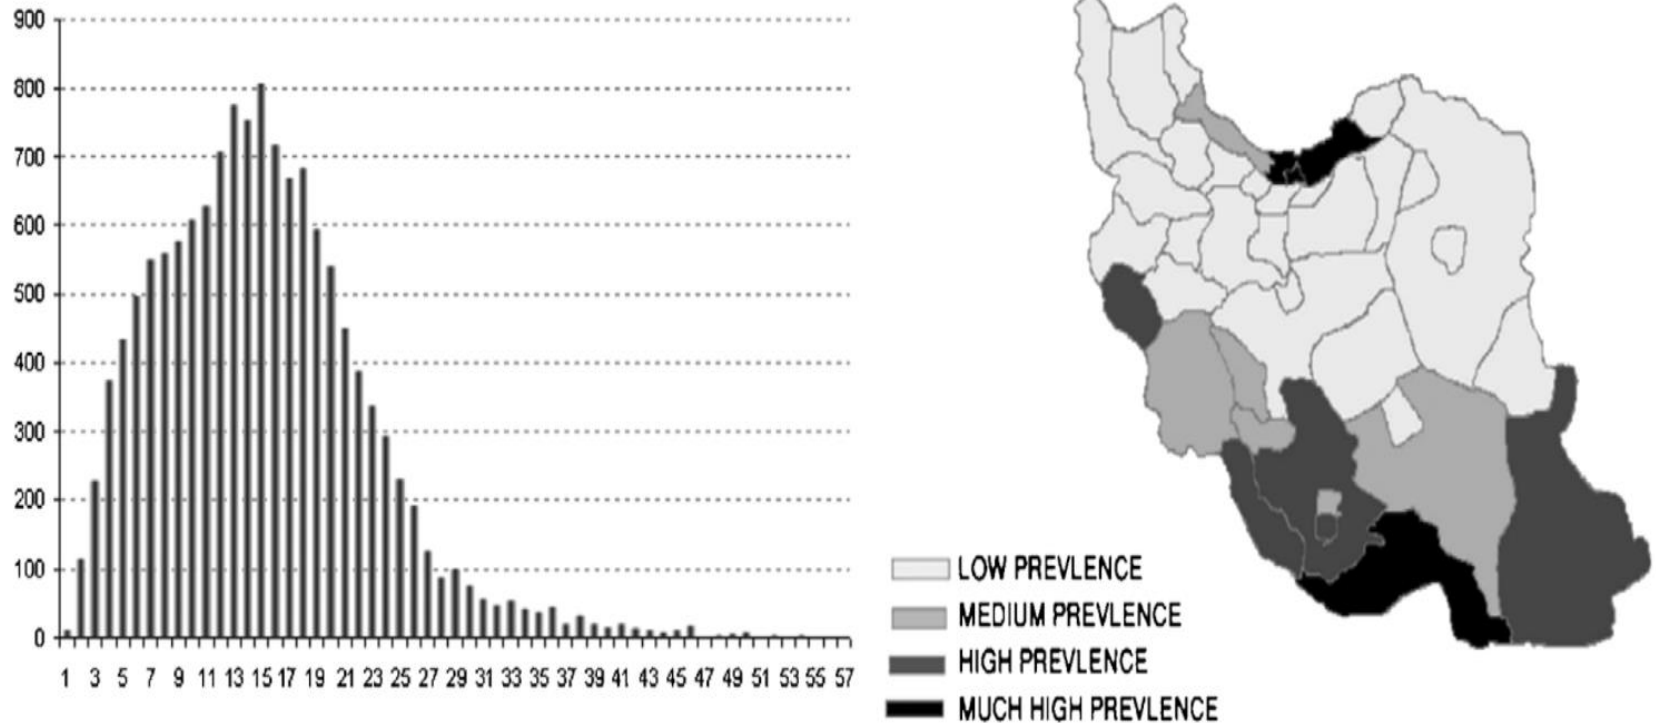 900
800
700
600
500
400
300
200
100
0
1 3 5 7 9 11 13 15 17 19 21 23 25 27 29 31 33 35 37 39 41 43 45 47 49 51 53 55 57
LOW PREVLENCE
MEDIUM PREVLENCE
HIGH PREVLENCE
MUCH HIGH PREVLENCE